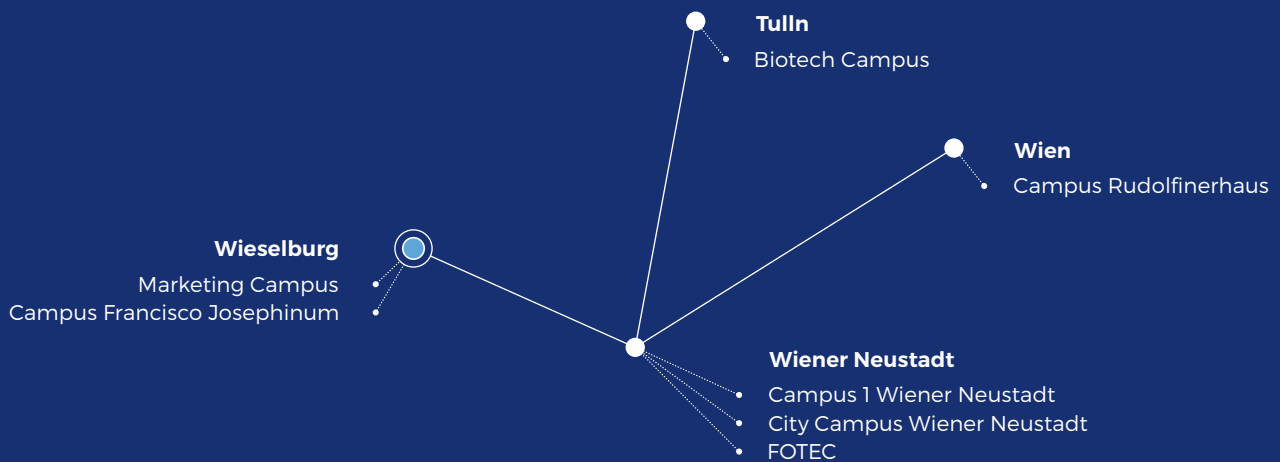 Tulln
Biotech Campus
Wien
Campus Rudolfinerhaus
Wieselburg
Marketing Campus
Campus Francisco Josephinum
Wiener Neustadt
Campus 1 Wiener Neustadt
City Campus Wiener Neustadt
FOTEC